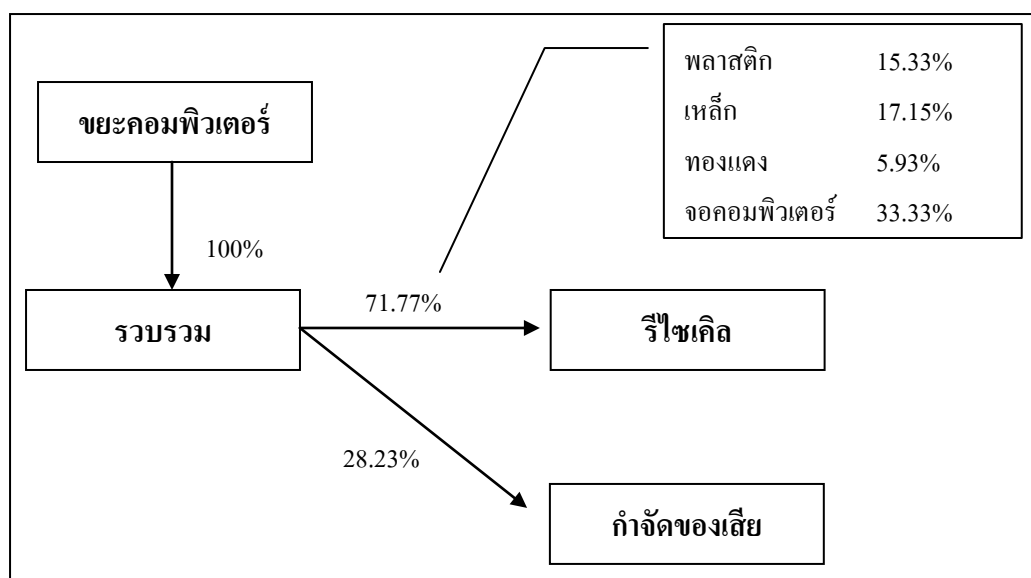 พลาสติก 15.33%
เหล็ก 17.15%
ทองแดง 5.93%
จอคอมพิวเตอร์ 33.33%
ขยะคอมพิวเตอร์
100%
รวบรวม
71.77%
รีไซเคิล
28.23%
กำจัดของเสีย